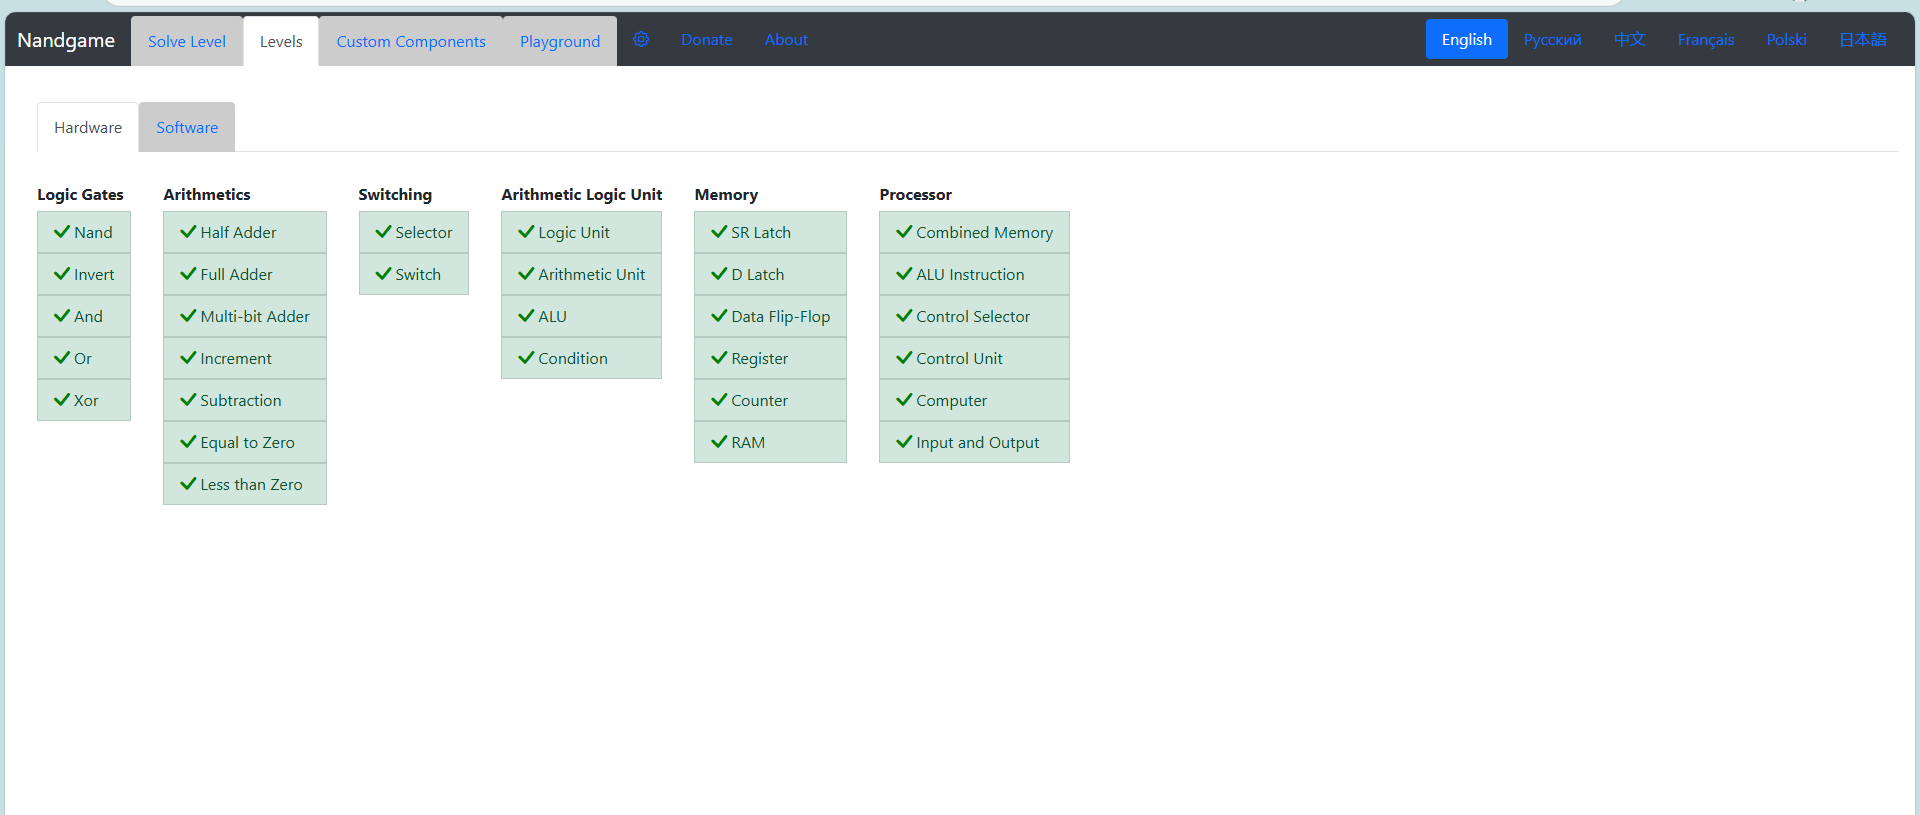 Nandgame Solve Level Levels Custom Components Playground Donate About English Русский 中文 Français Polski 日本語
Hardware Software
Logic Gates
Nand
Invert
And
Or
Xor
Arithmetics
Half Adder
Full Adder
Multi-bit Adder
Increment
Subtraction
Equal to Zero
Less than Zero
Switching
Selector
Switch
Arithmetic Logic Unit
Logic Unit
Arithmetic Unit
ALU
Condition
Memory
SR Latch
D Latch
Data Flip-Flop
Register
Counter
RAM
Processor
Combined Memory
ALU Instruction
Control Selector
Control Unit
Computer
Input and Output